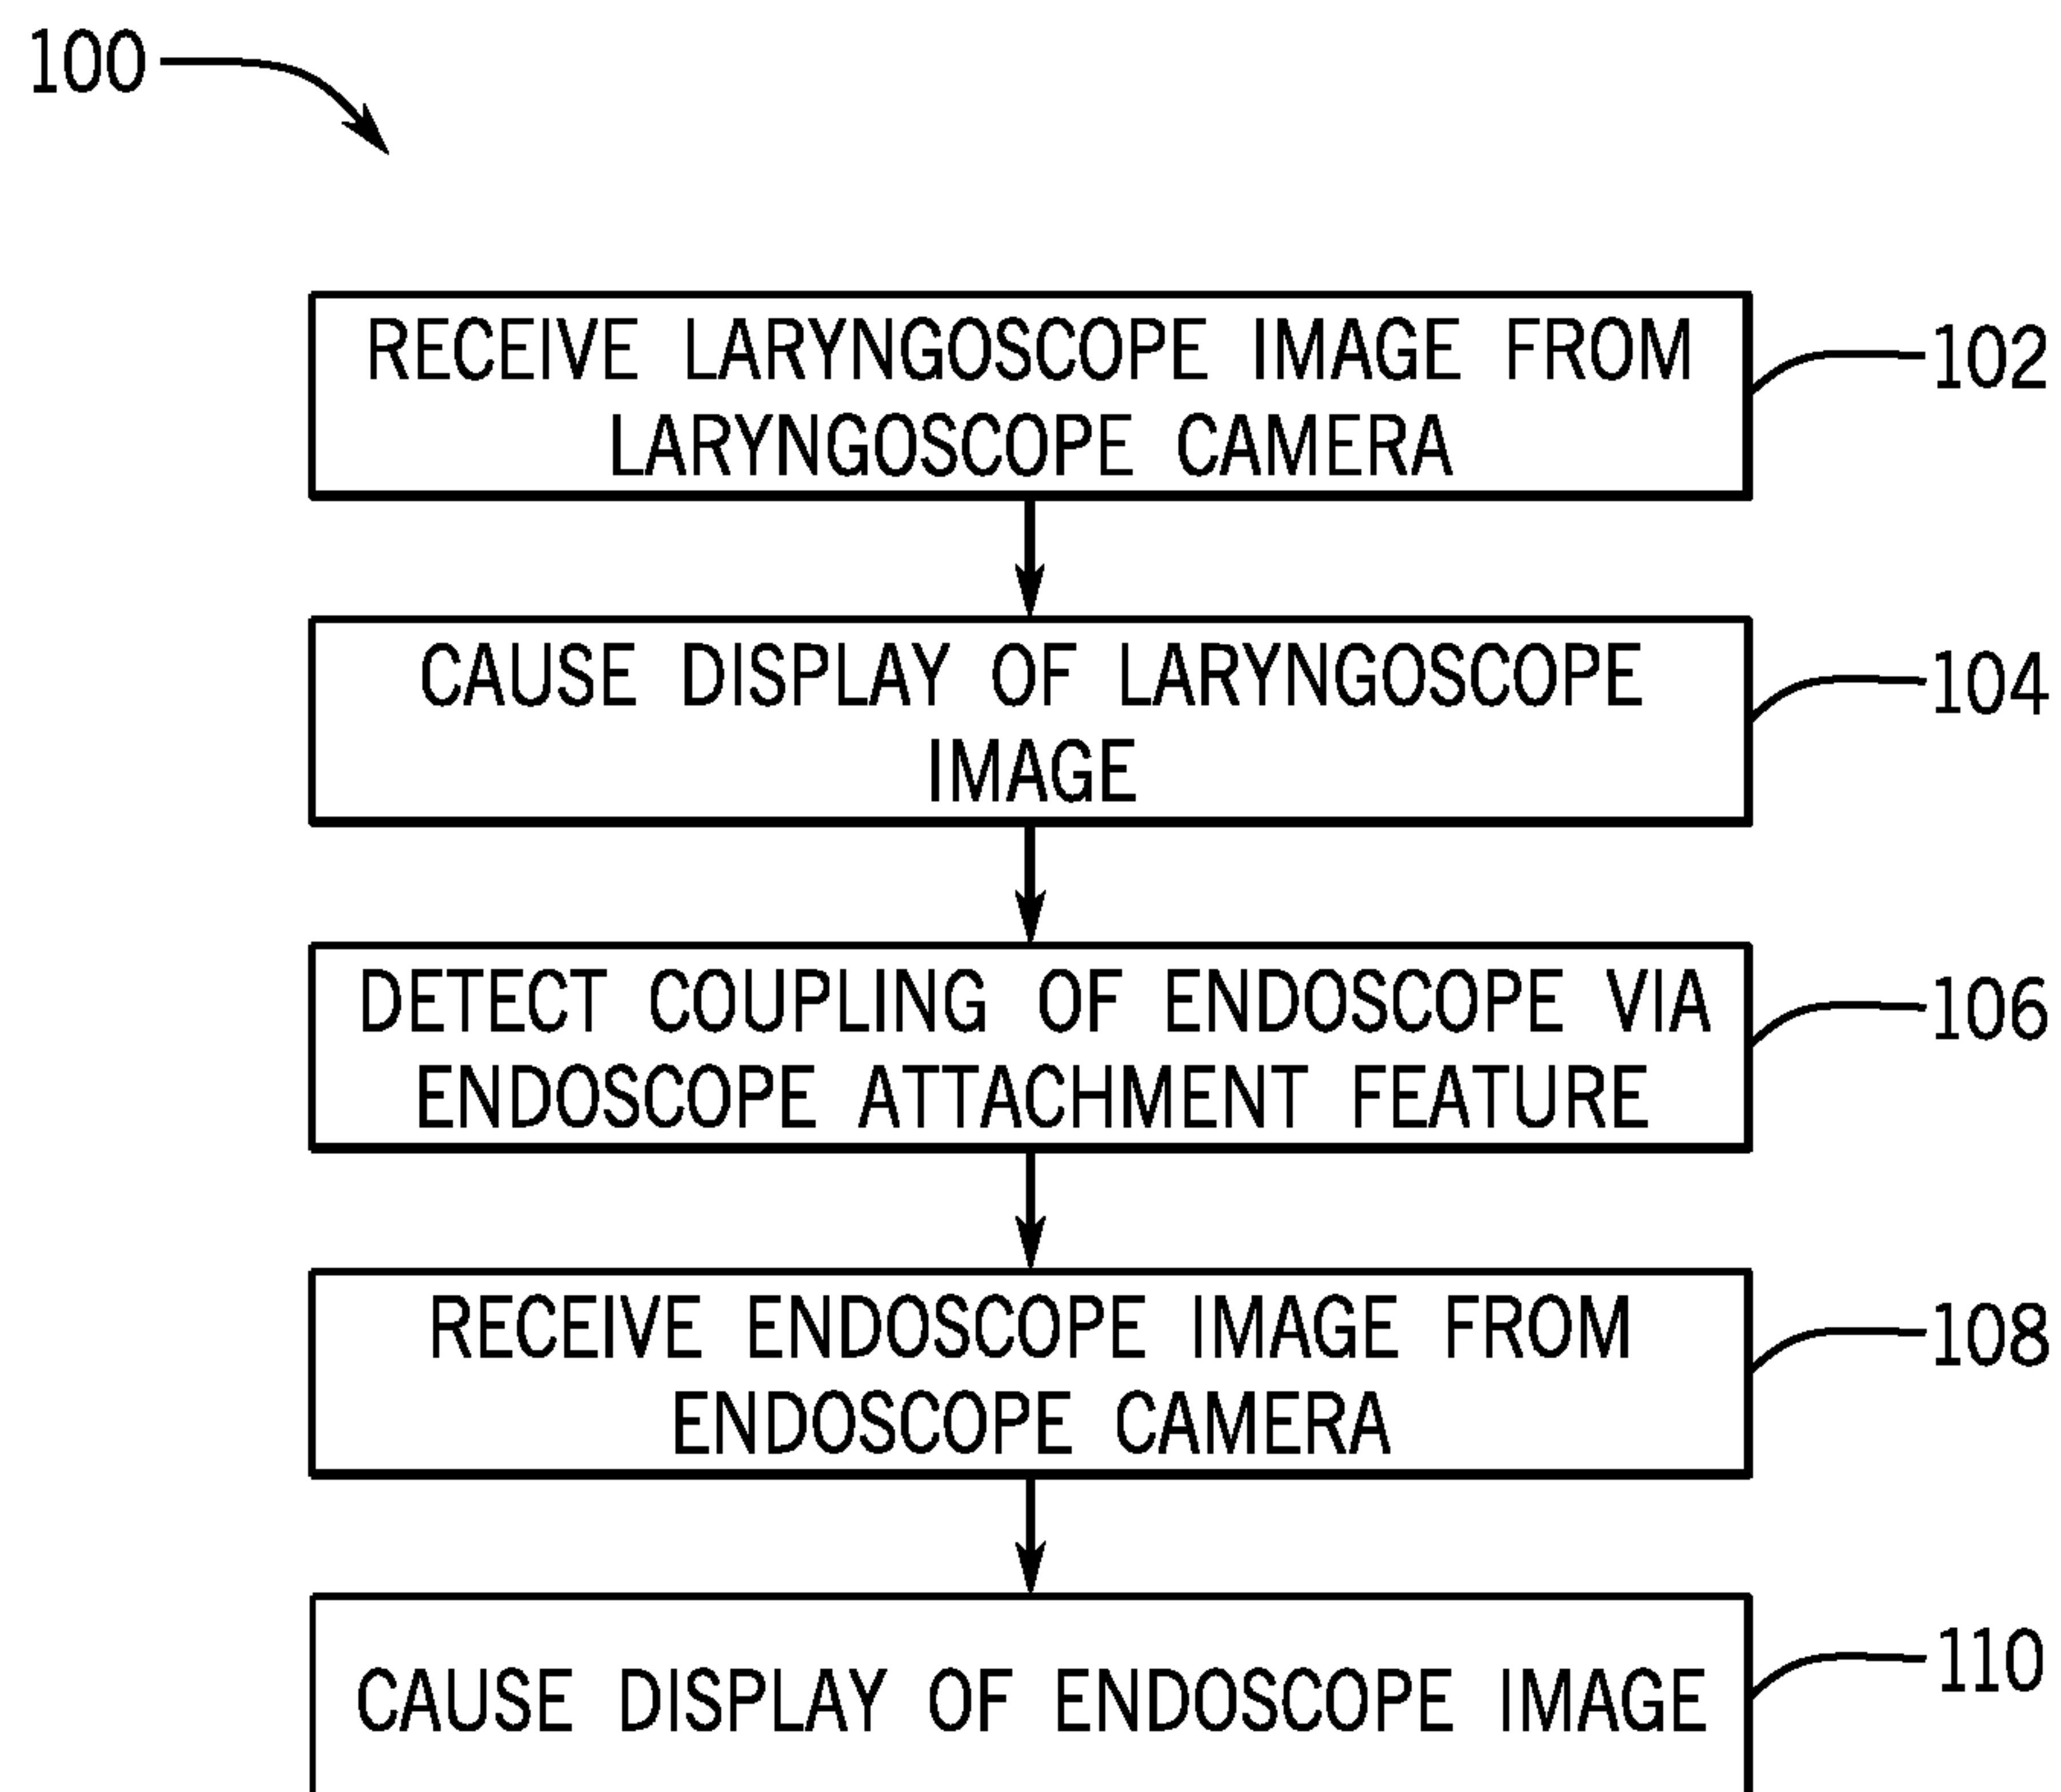 100
RECEIVE LARYNGOSCOPE IMAGE FROM
LARYNGOSCOPE CAMERA
102
CAUSE DISPLAY OF LARYNGOSCOPE
IMAGE
104
DETECT COUPLING OF ENDOSCOPE VIA
ENDOSCOPE ATTACHMENT FEATURE
106
RECEIVE ENDOSCOPE IMAGE FROM
ENDOSCOPE CAMERA
108
CAUSE DISPLAY OF ENDOSCOPE IMAGE
110